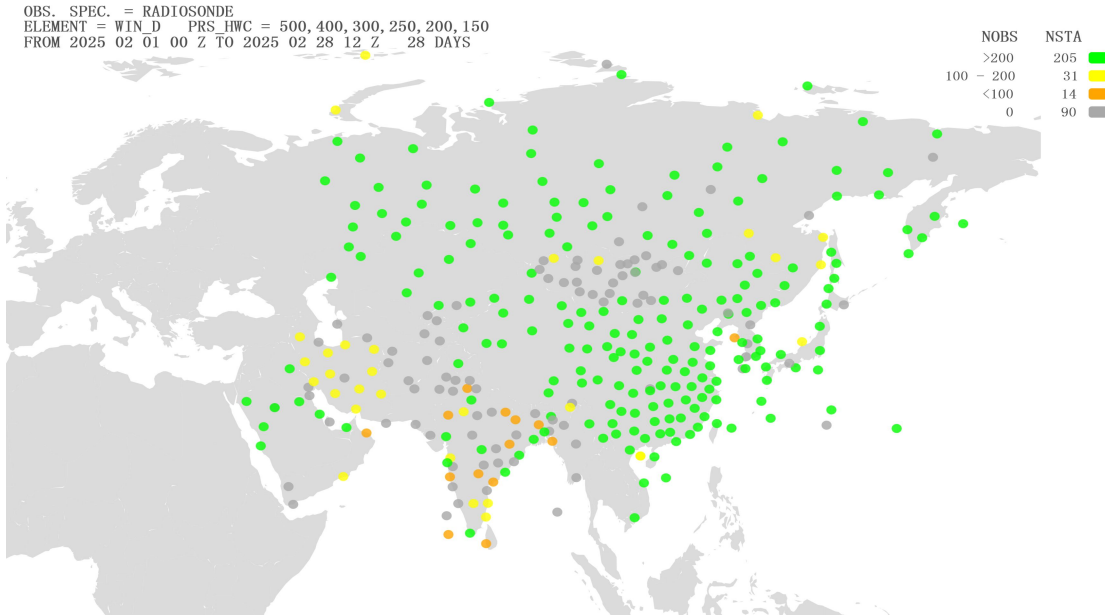 OBS. SPEC. = RADIOSONDE
ELEMENT = WIN_D PRS_HWC = 500,400,300,250,200,150
FROM 2025 02 01 00 Z TO 2025 02 28 12 Z 28 DAYS
NOBS NSTA
>200 205
100 - 200 31
<100 14
0 90